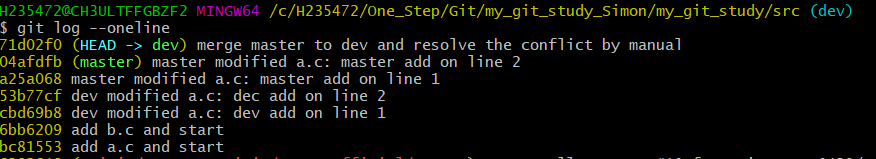 H235472@CH3ULTFFGBZF2 MINGW64 /c/H235472/One_Step/Git/my_git_study_Simon/my_git_study/src (dev)
$ git log --oneline
71d02f0 (HEAD -> dev) merge master to dev and resolve the conflict by manual
04afdfb (master) master modified a.c: master add on line 2
a25a068 master modified a.c: master add on line 1
53b77cf dev modified a.c: dec add on line 2
cbd69b8 dev modified a.c: dev add on line 1
6bb6209 add b.c and start
bc81553 add a.c and start